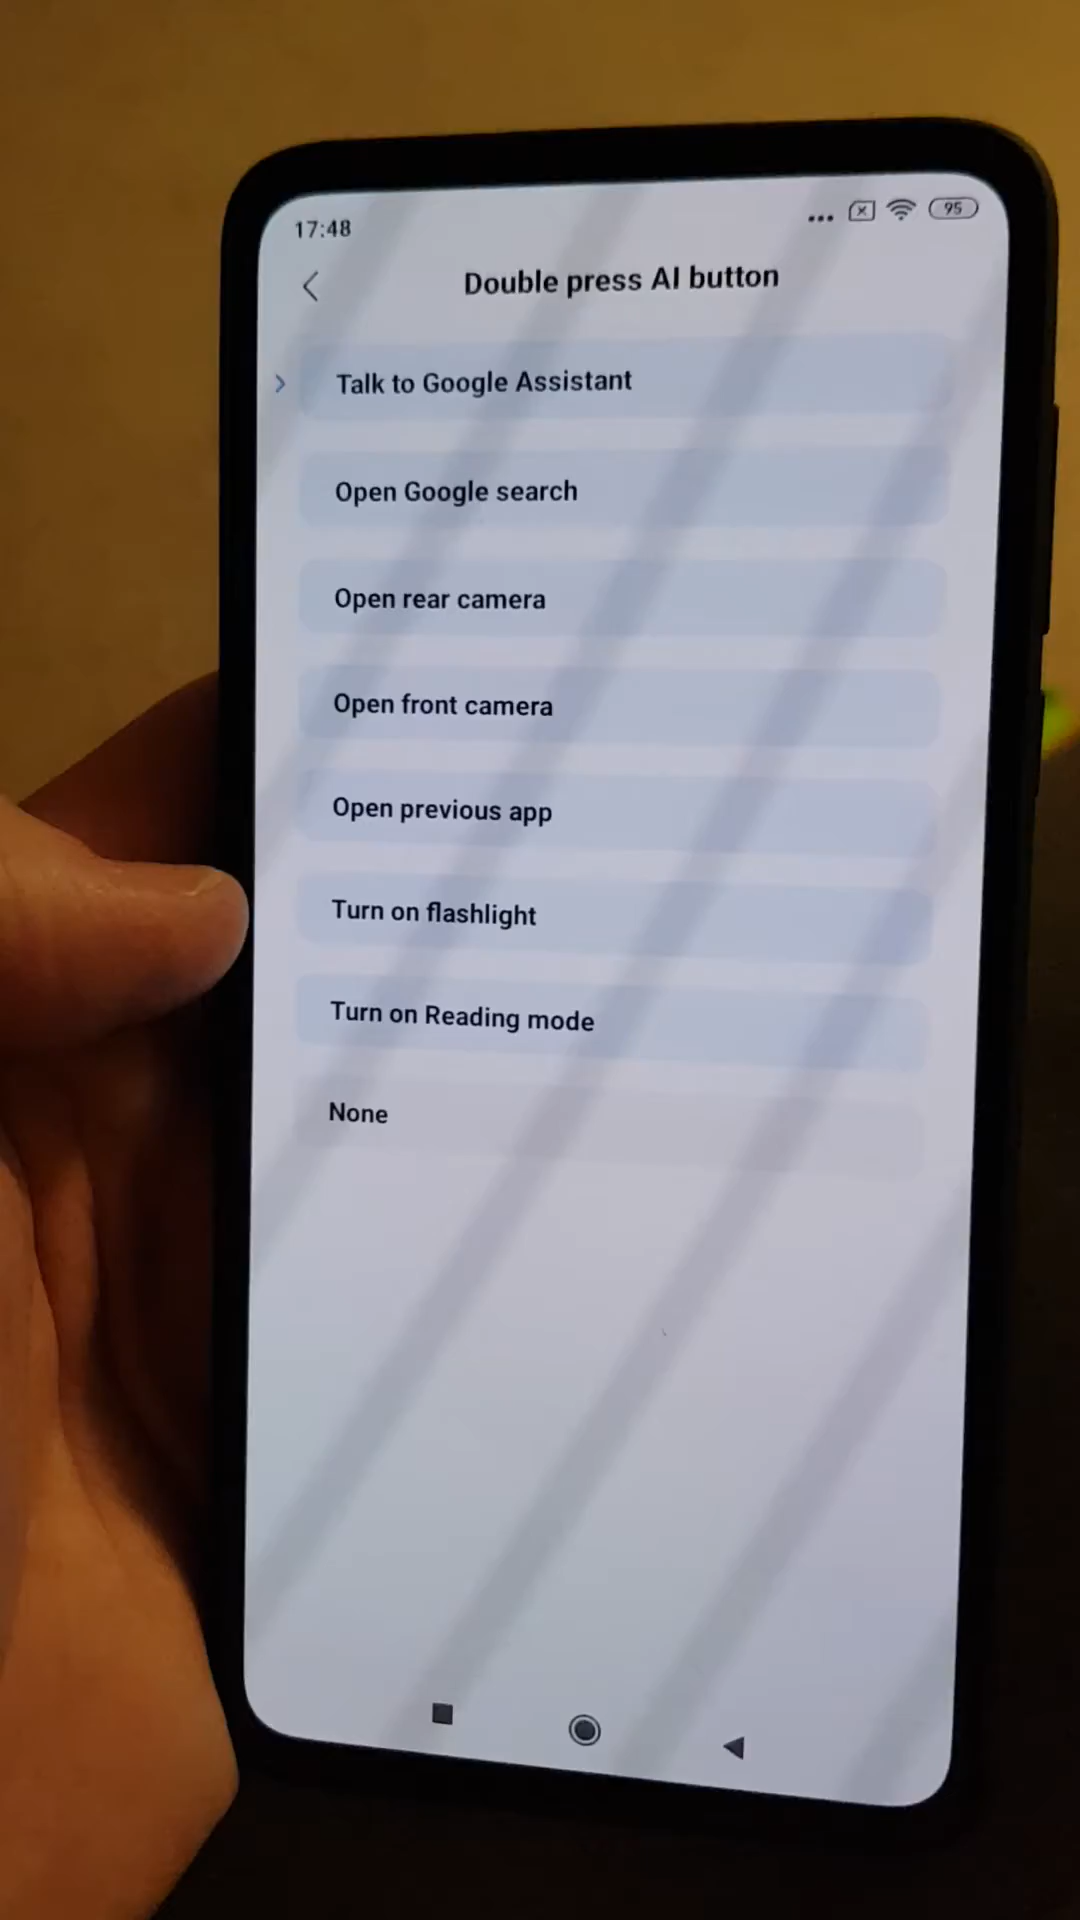 17:48
95
Double press AI button
Talk to Google Assistant
Open Google search
Open rear camera
Open front camera
Open previous app
Turn on flashlight
Turn on Reading mode
None